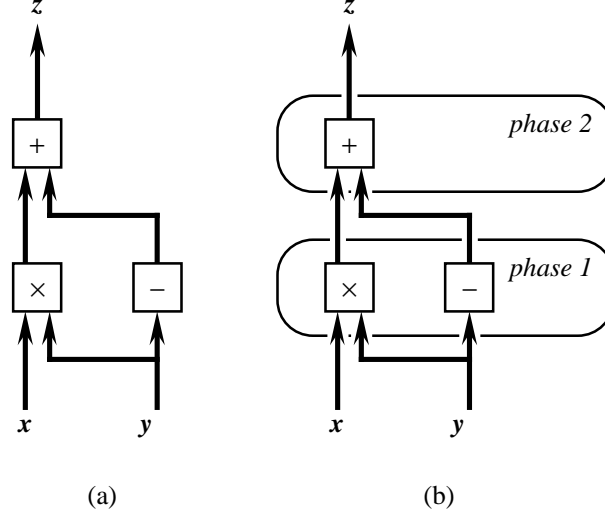 z z
phase 2
+ +
phase 1
× − × −
x y x y
(a) (b)